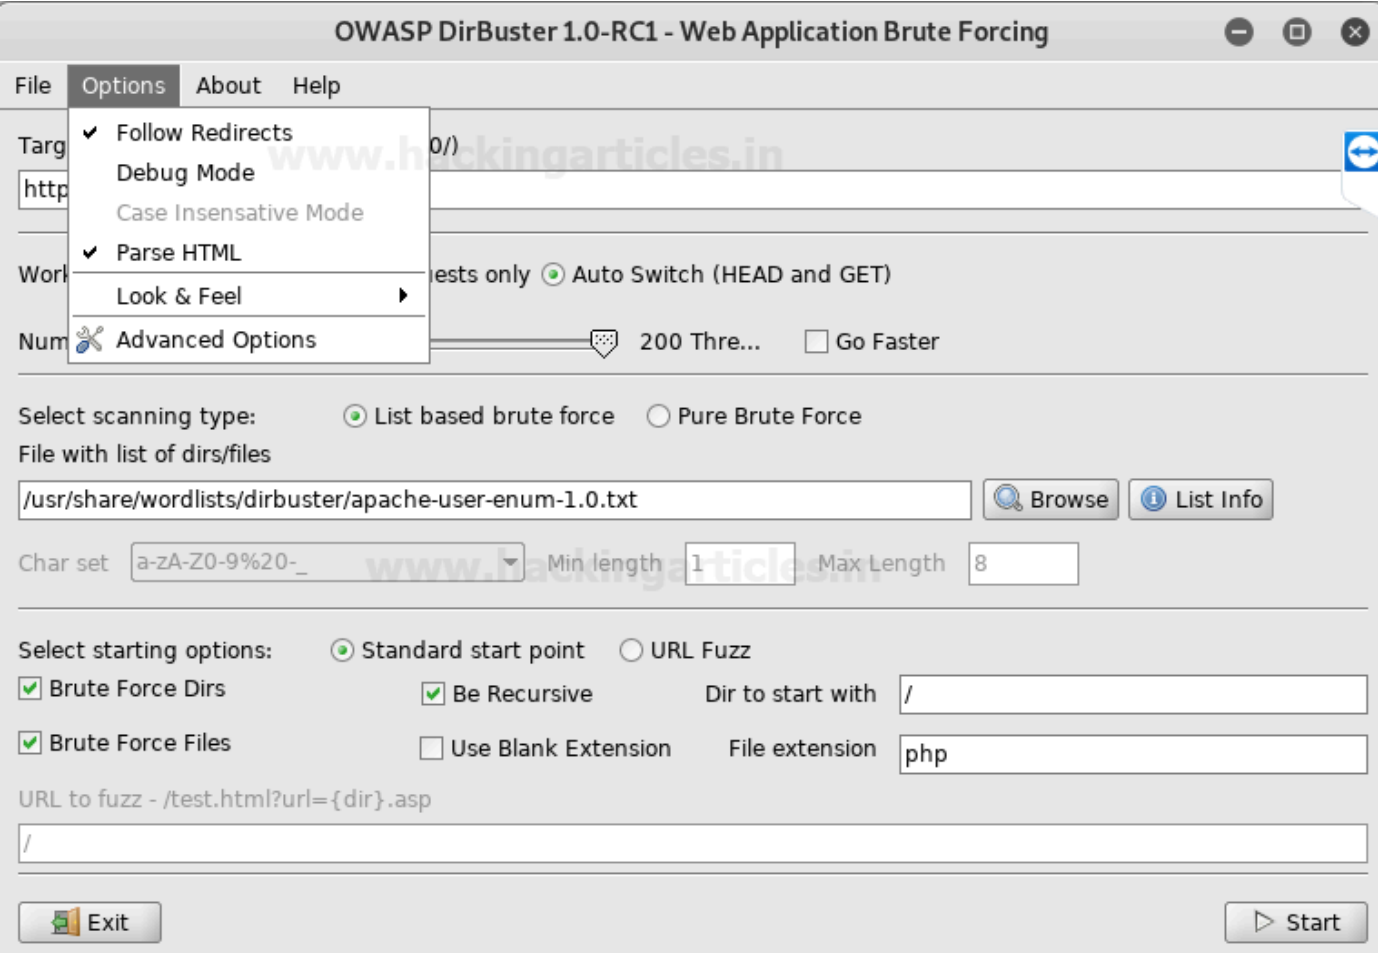 OWASP DirBuster 1.0-RC1 - Web Application Brute Forcing
File Options About Help
Follow Redirects
Debug Mode
Case Insensative Mode
Parse HTML
Look & Feel
Advanced Options
www.hackingarticles.in
Targ 0/)
http
Work ests only Auto Switch (HEAD and GET)
Num 200 Thre... Go Faster
Select scanning type: List based brute force Pure Brute Force
File with list of dirs/files
/usr/share/wordlists/dirbuster/apache-user-enum-1.0.txt Browse List Info
Char set a-zA-Z0-9%20-_ Min length 1 Max Length 8
www.hackingarticles.in
Select starting options: Standard start point URL Fuzz
Brute Force Dirs Be Recursive Dir to start with /
Brute Force Files Use Blank Extension File extension php
URL to fuzz - /test.html?url={dir}.asp
/
Exit Start